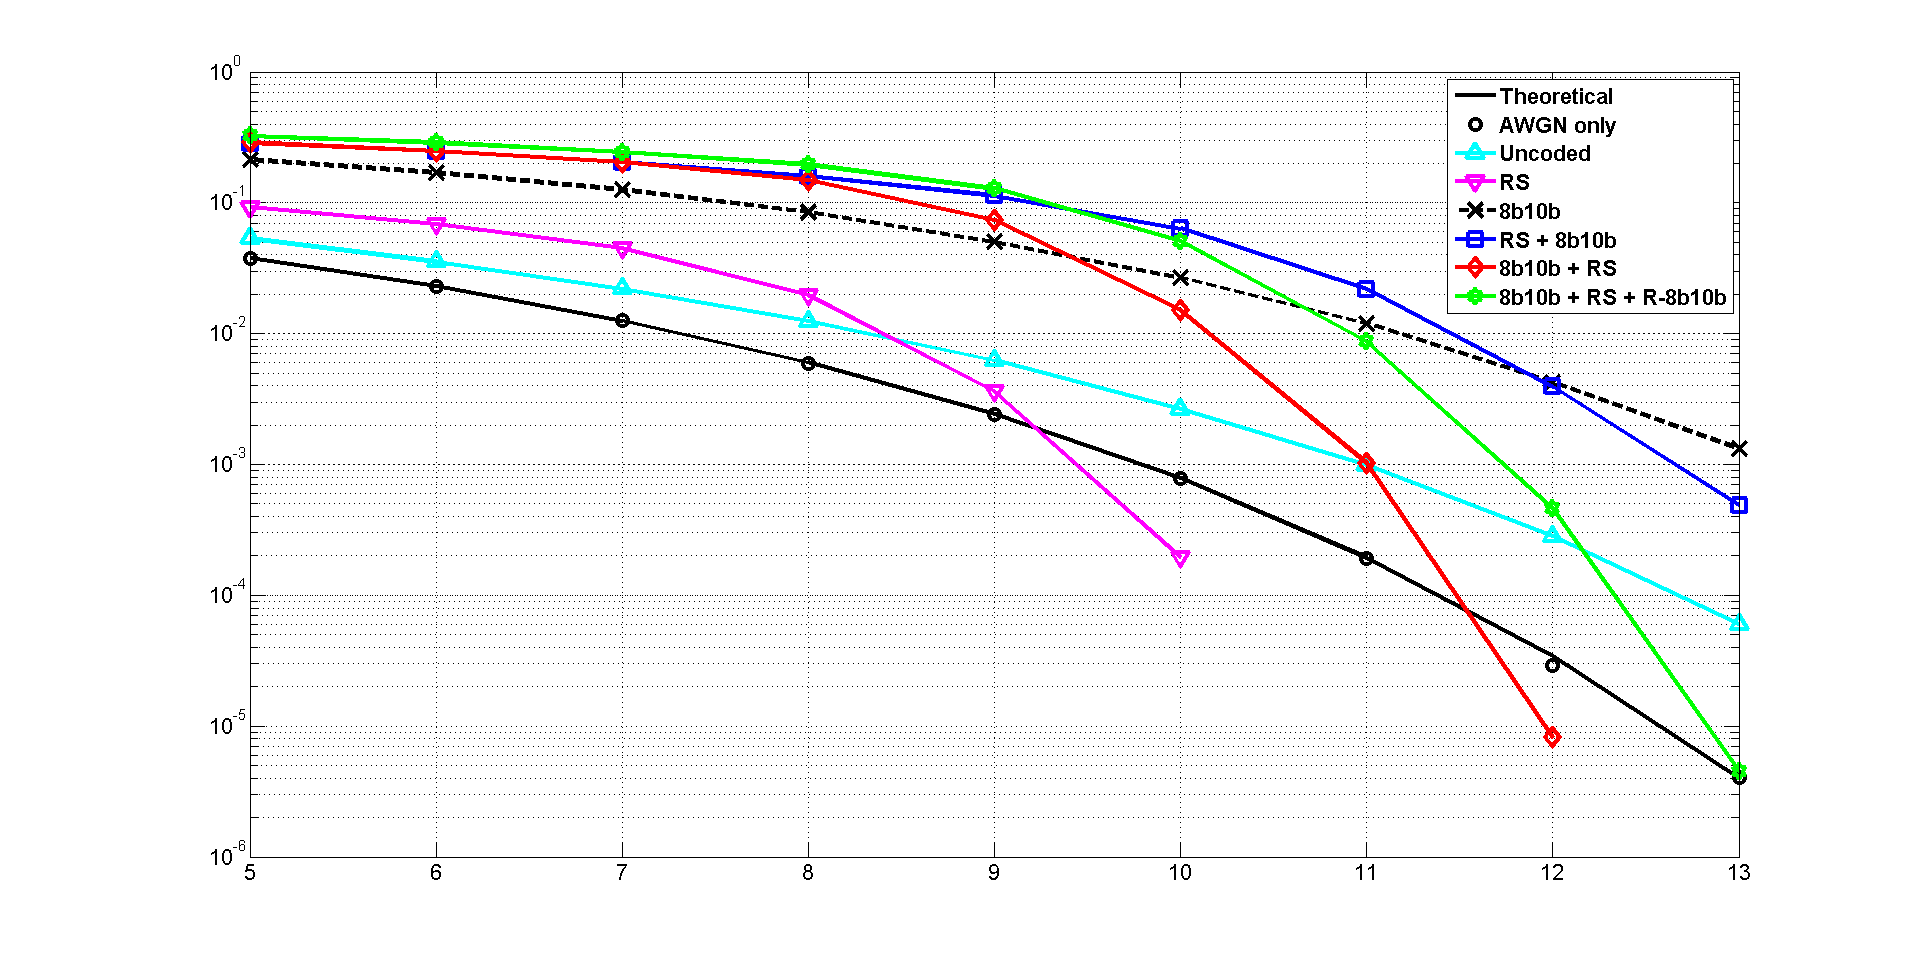 10^0
10^-1
10^-2
10^-3
10^-4
10^-5
10^-6
5 6 7 8 9 10 11 12 13
Theoretical
AWGN only
Uncoded
RS
8b10b
RS + 8b10b
8b10b + RS
8b10b + RS + R-8b10b